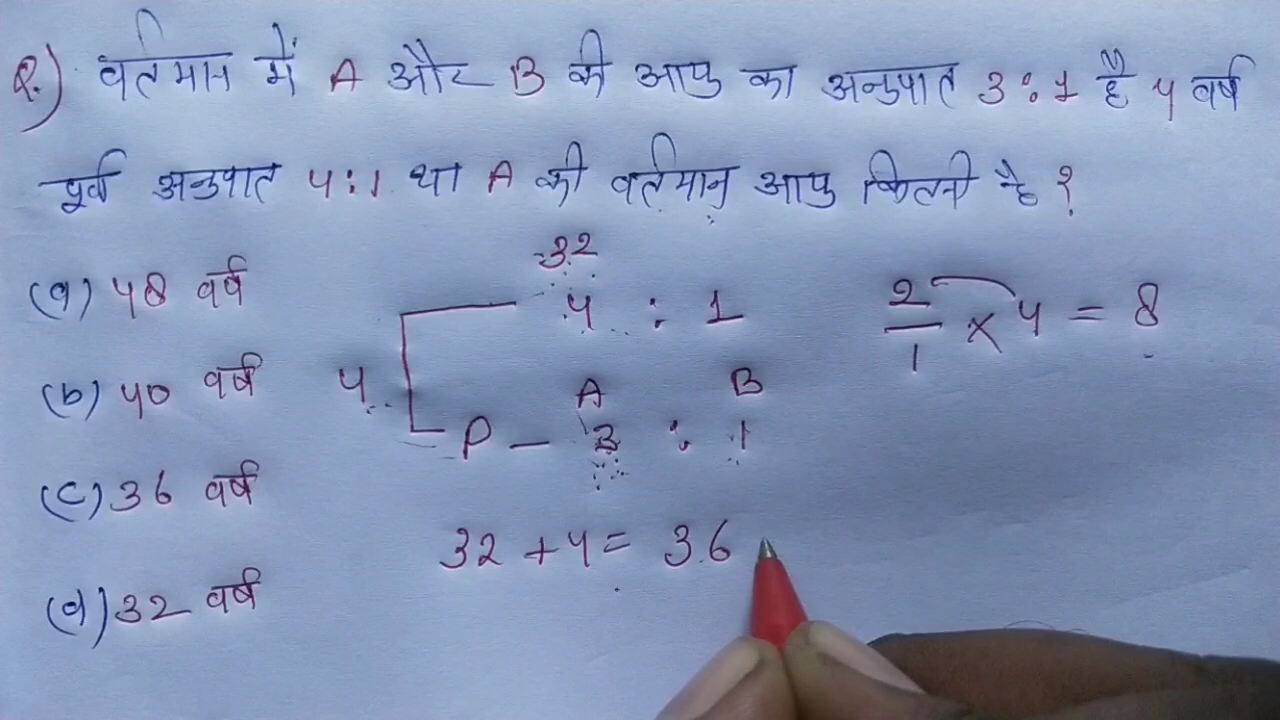 Q.) वर्तमान में A और B की आयु का अनुपात 3:1 है 4 वर्ष
पूर्व अनुपात 4:1 था A की वर्तमान आयु कितनी है ?
(a) 48 वर्ष
(b) 40 वर्ष
(c) 36 वर्ष
(d) 32 वर्ष
32
4 : 1
4
A B
P - 3 : 1
32 + 4 = 36
2/1 x 4 = 8